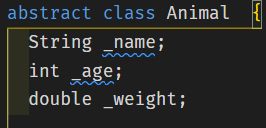 abstract class Animal {
String _name;
int _age;
double _weight;